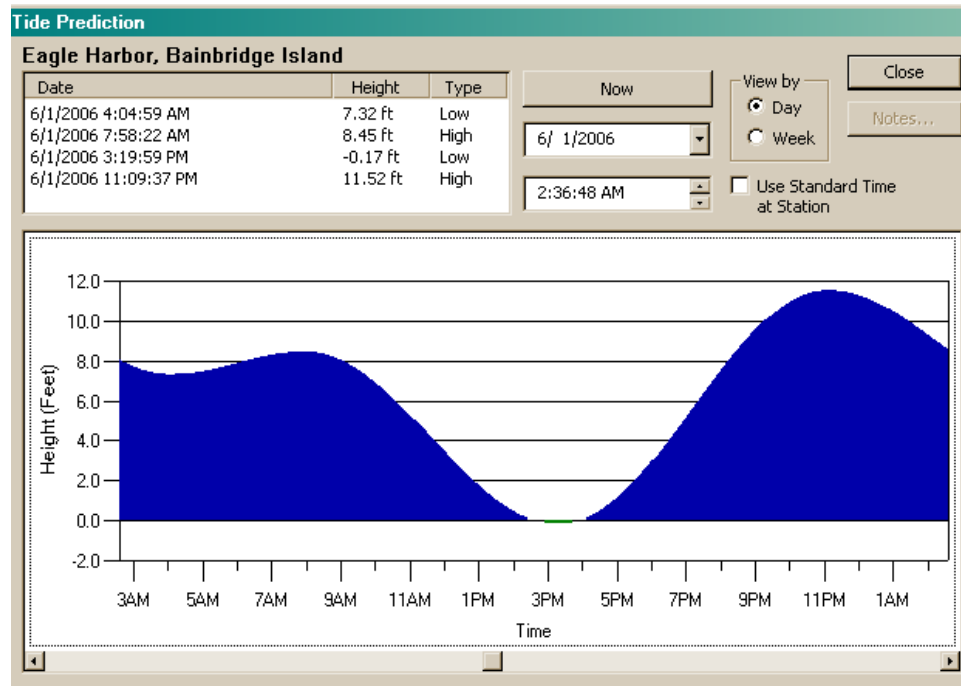 Tide Prediction
Eagle Harbor, Bainbridge Island
Date Height Type
6/1/2006 4:04:59 AM 7.32 ft Low
6/1/2006 7:58:22 AM 8.45 ft High
6/1/2006 3:19:59 PM -0.17 ft Low
6/1/2006 11:09:37 PM 11.52 ft High
Now
6/ 1/2006
2:36:48 AM
View by
Day
Week
Use Standard Time
at Station
Close
Notes...
Height (Feet)
12.0
10.0
8.0
6.0
4.0
2.0
0.0
-2.0
3AM 5AM 7AM 9AM 11AM 1PM 3PM 5PM 7PM 9PM 11PM 1AM
Time